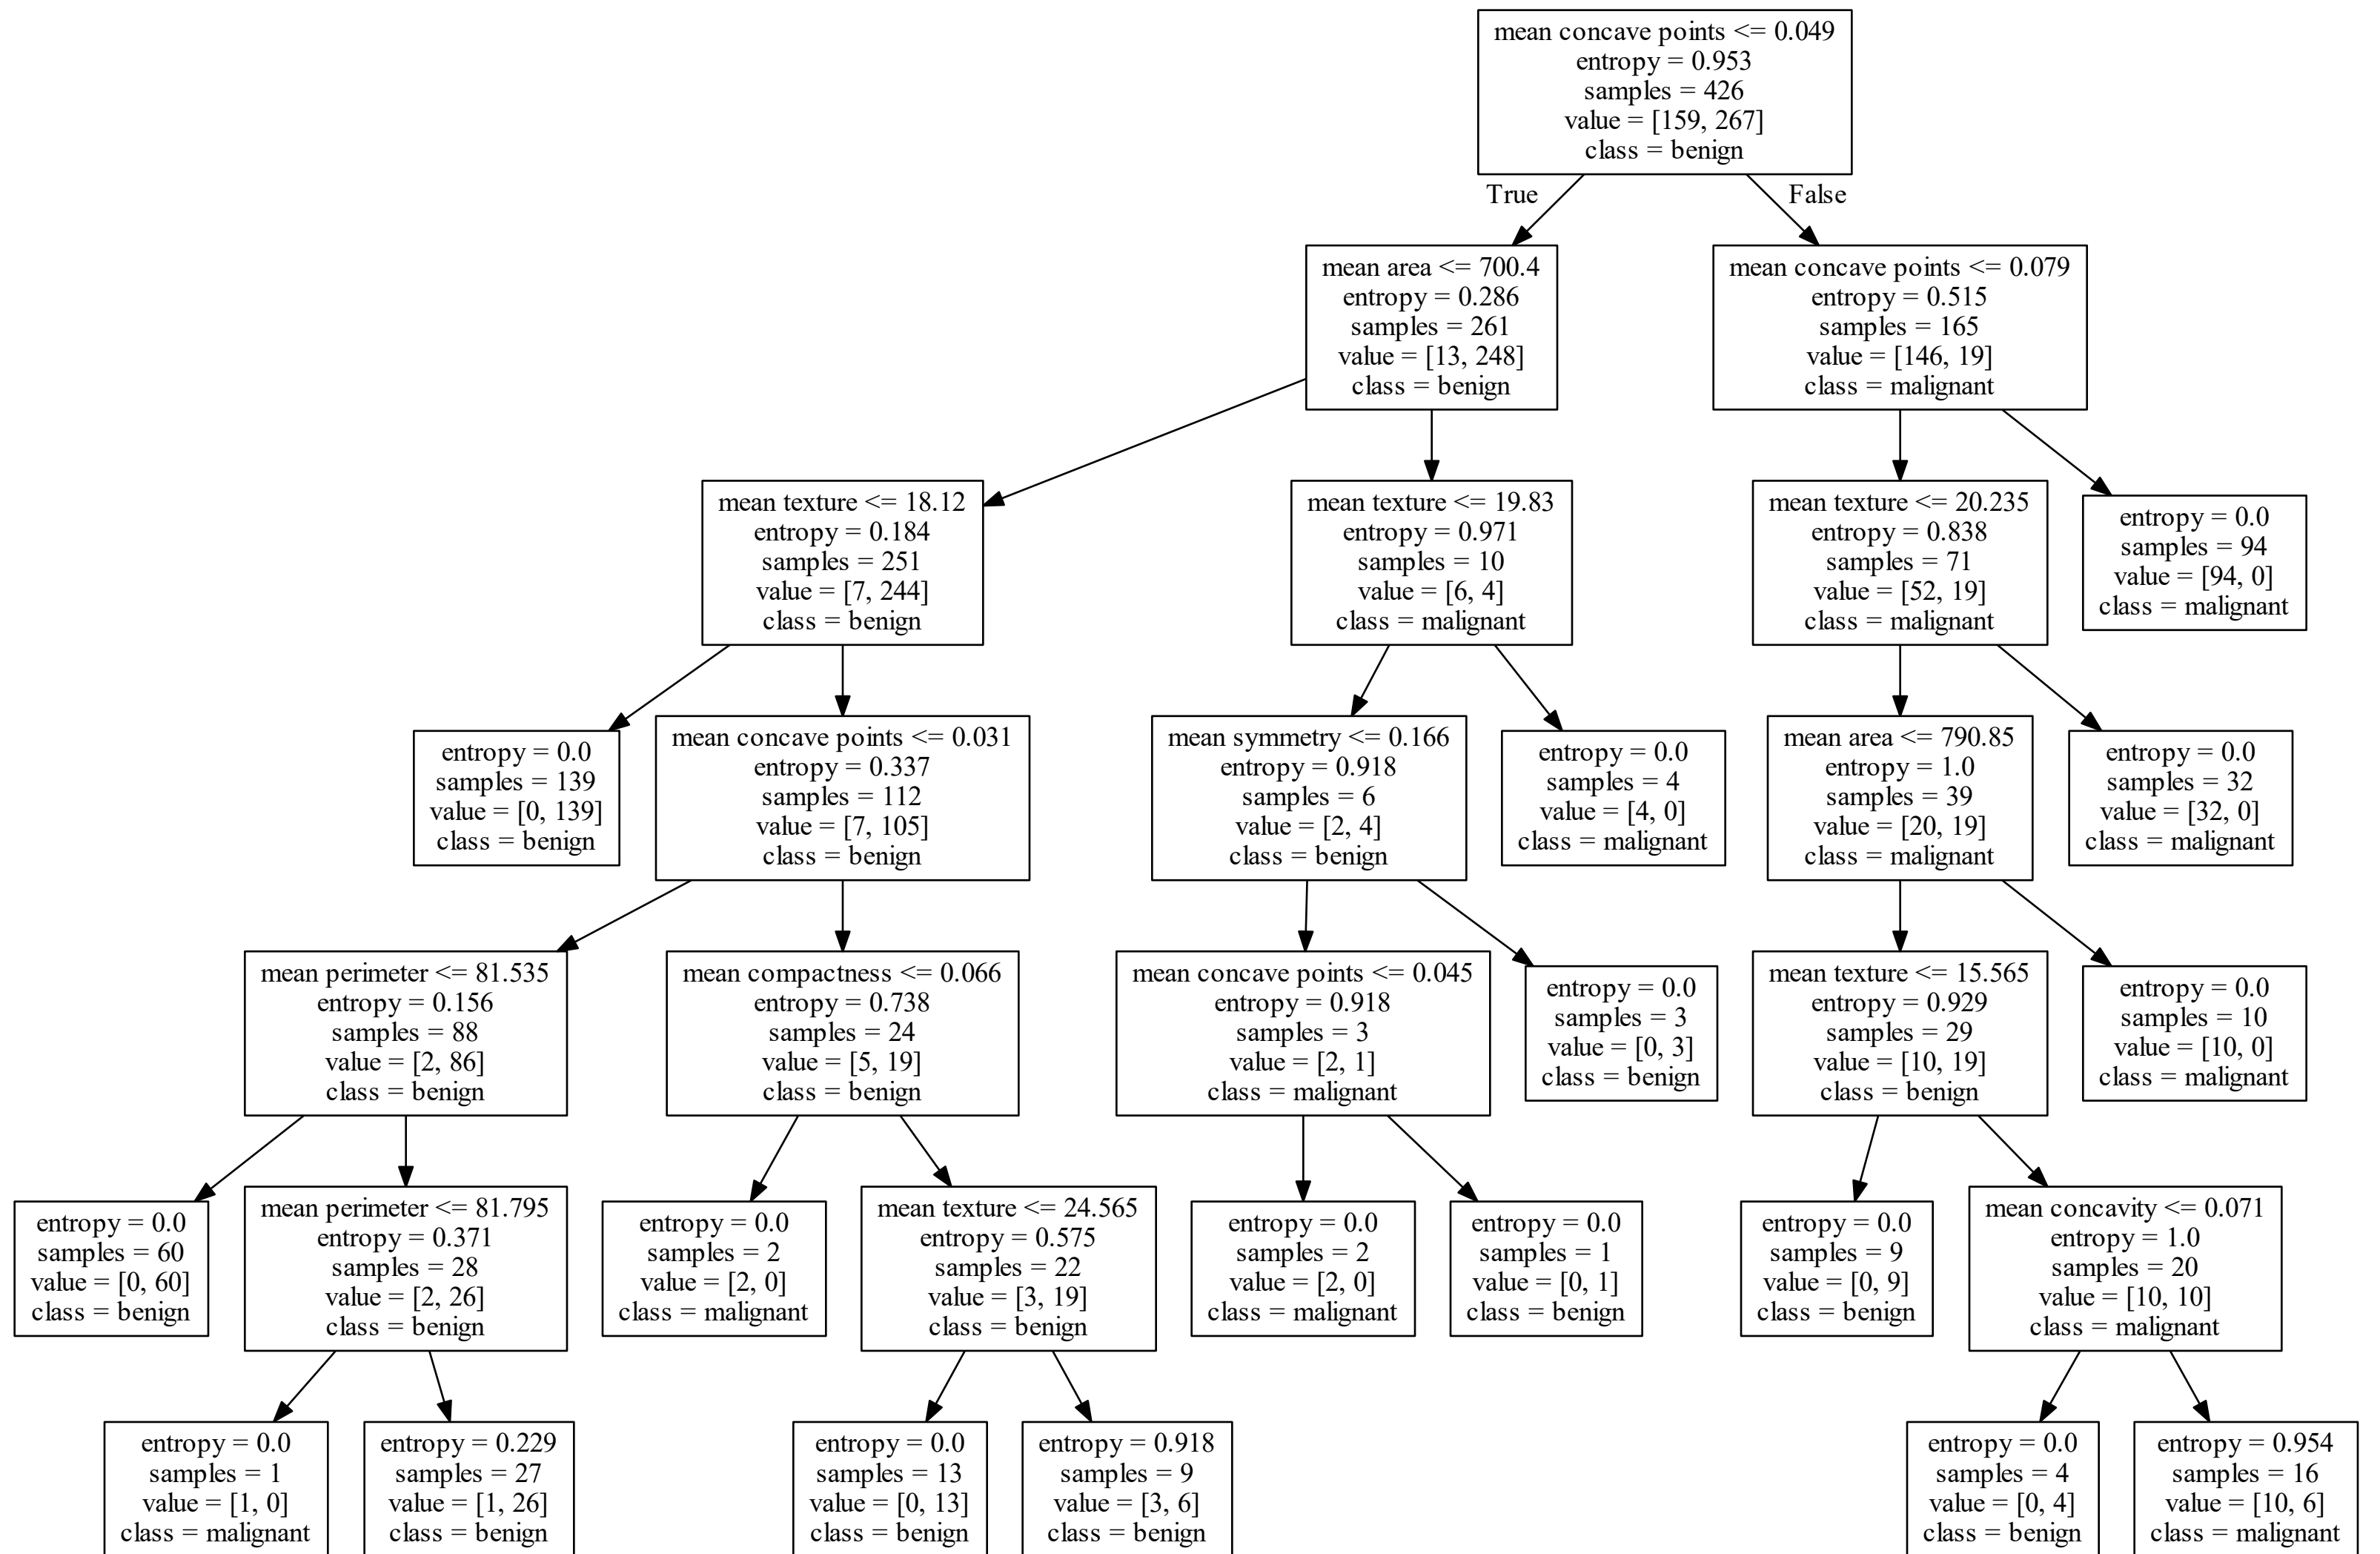 mean concave points <= 0.049
entropy = 0.953
samples = 426
value = [159, 267]
class = benign
True
False
mean area <= 700.4
entropy = 0.286
samples = 261
value = [13, 248]
class = benign
mean concave points <= 0.079
entropy = 0.515
samples = 165
value = [146, 19]
class = malignant
mean texture <= 18.12
entropy = 0.184
samples = 251
value = [7, 244]
class = benign
mean texture <= 19.83
entropy = 0.971
samples = 10
value = [6, 4]
class = malignant
mean texture <= 20.235
entropy = 0.838
samples = 71
value = [52, 19]
class = malignant
entropy = 0.0
samples = 94
value = [94, 0]
class = malignant
entropy = 0.0
samples = 139
value = [0, 139]
class = benign
mean concave points <= 0.031
entropy = 0.337
samples = 112
value = [7, 105]
class = benign
mean symmetry <= 0.166
entropy = 0.918
samples = 6
value = [2, 4]
class = benign
entropy = 0.0
samples = 4
value = [4, 0]
class = malignant
mean area <= 790.85
entropy = 1.0
samples = 39
value = [20, 19]
class = malignant
entropy = 0.0
samples = 32
value = [32, 0]
class = malignant
mean perimeter <= 81.535
entropy = 0.156
samples = 88
value = [2, 86]
class = benign
mean compactness <= 0.066
entropy = 0.738
samples = 24
value = [5, 19]
class = benign
mean concave points <= 0.045
entropy = 0.918
samples = 3
value = [2, 1]
class = malignant
entropy = 0.0
samples = 3
value = [0, 3]
class = benign
mean texture <= 15.565
entropy = 0.929
samples = 29
value = [10, 19]
class = benign
entropy = 0.0
samples = 10
value = [10, 0]
class = malignant
entropy = 0.0
samples = 60
value = [0, 60]
class = benign
mean perimeter <= 81.795
entropy = 0.371
samples = 28
value = [2, 26]
class = benign
entropy = 0.0
samples = 2
value = [2, 0]
class = malignant
mean texture <= 24.565
entropy = 0.575
samples = 22
value = [3, 19]
class = benign
entropy = 0.0
samples = 2
value = [2, 0]
class = malignant
entropy = 0.0
samples = 1
value = [0, 1]
class = benign
entropy = 0.0
samples = 9
value = [0, 9]
class = benign
mean concavity <= 0.071
entropy = 1.0
samples = 20
value = [10, 10]
class = malignant
entropy = 0.0
samples = 1
value = [1, 0]
class = malignant
entropy = 0.229
samples = 27
value = [1, 26]
class = benign
entropy = 0.0
samples = 13
value = [0, 13]
class = benign
entropy = 0.918
samples = 9
value = [3, 6]
class = benign
entropy = 0.0
samples = 4
value = [0, 4]
class = benign
entropy = 0.954
samples = 16
value = [10, 6]
class = malignant